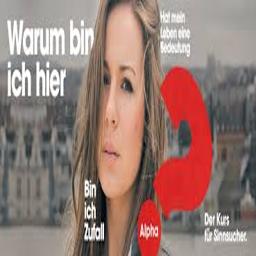 Warum bin
ich hier
Hat mein
Leben eine
Bedeutung
?
Bin
ich
Zufall
Alpha
Der Kurs
für Sinnsucher.